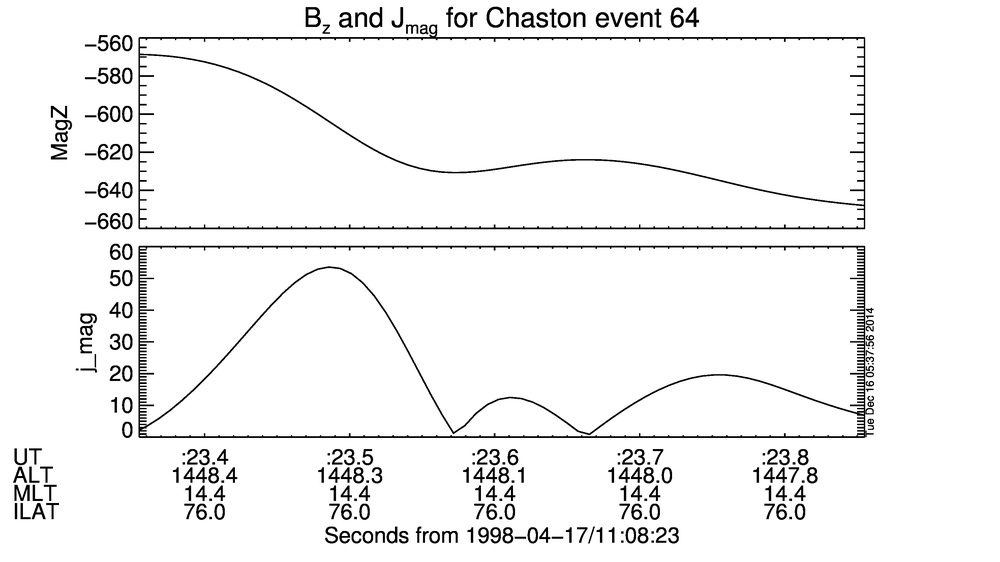 Bz and Jmag for Chaston event 64
−560
−580
−600
−620
−640
−660
MagZ
60
50
40
30
20
10
0
j_mag
Tue Dec 16 05:37:56 2014
UT :23.4 :23.5 :23.6 :23.7 :23.8
ALT 1448.4 1448.3 1448.1 1448.0 1447.8
MLT 14.4 14.4 14.4 14.4 14.4
ILAT 76.0 76.0 76.0 76.0 76.0
Seconds from 1998−04−17/11:08:23